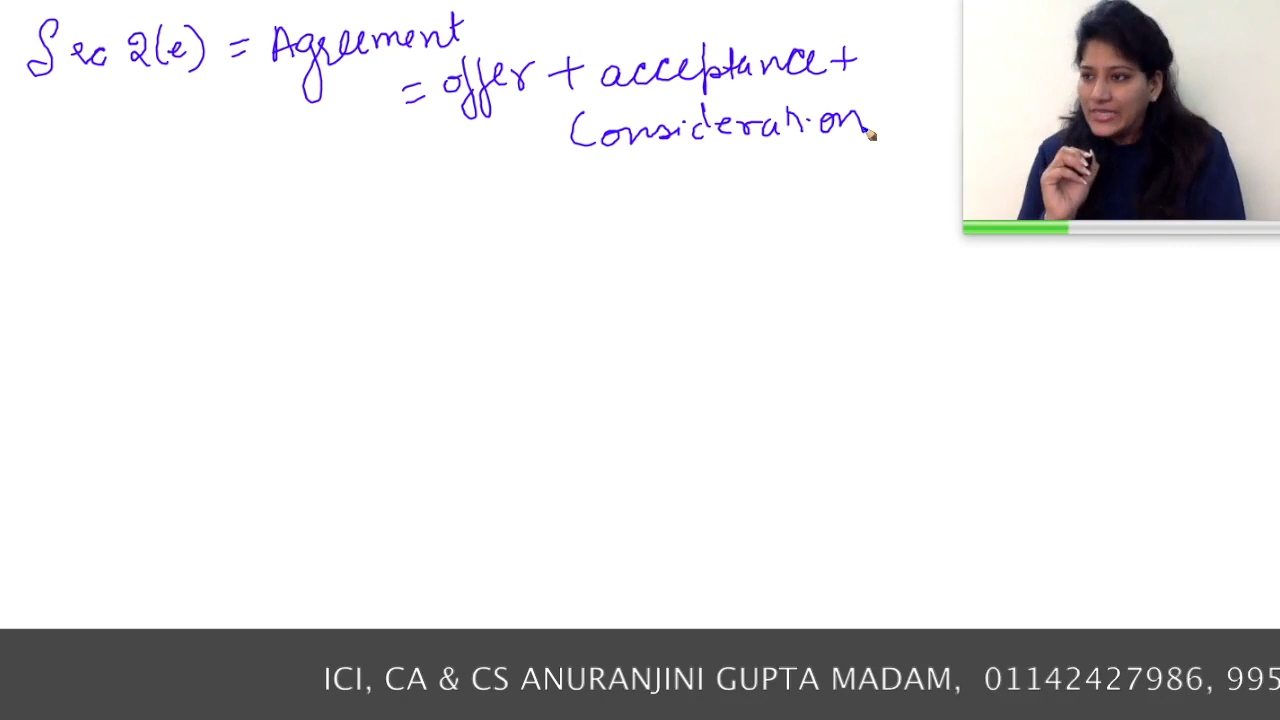 Sec 2(e) = Agreement
= offer + acceptance +
Consideration
ICI, CA & CS ANURANJINI GUPTA MADAM, 01142427986, 995